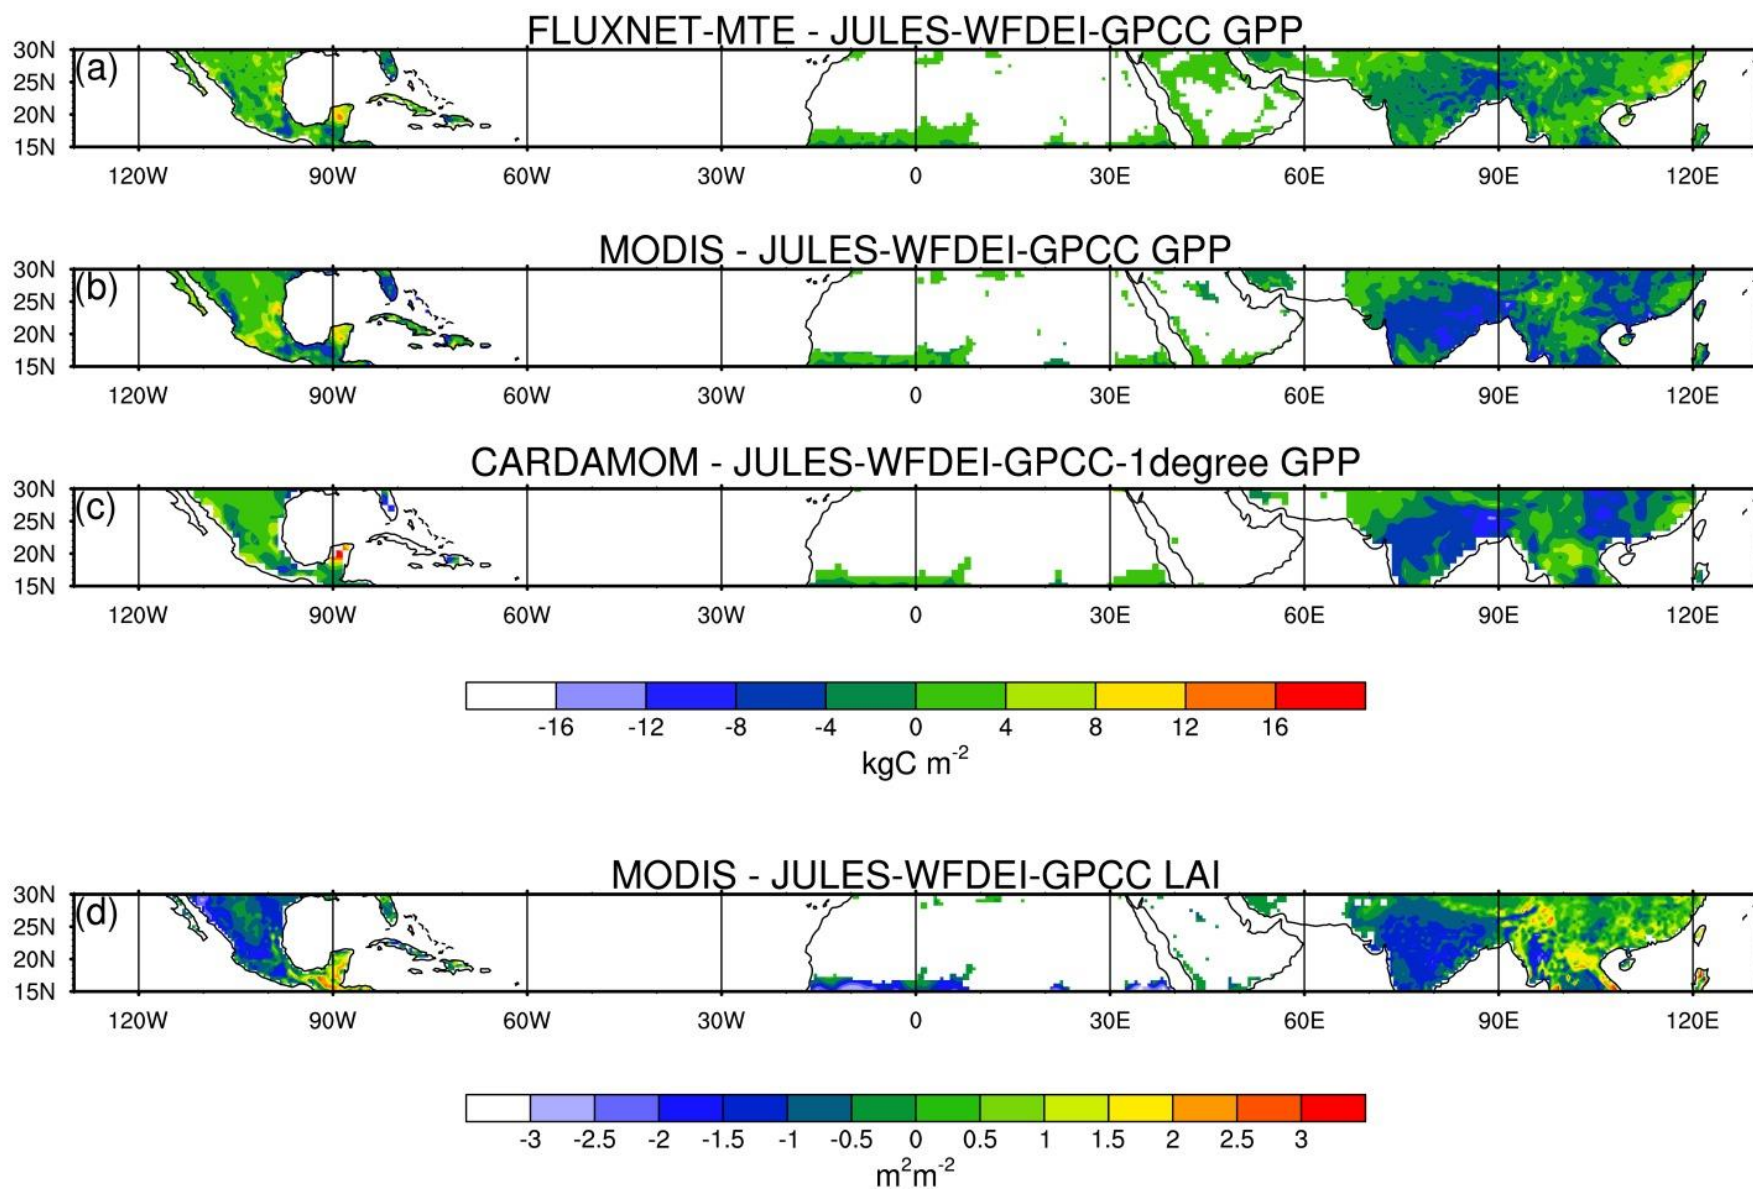 FLUXNET-MTE - JULES-WFDEI-GPCC GPP
30N
(a)
25N
20N
15N
120W 90W 60W 30W 0 30E 60E 90E 120E
MODIS - JULES-WFDEI-GPCC GPP
30N
(b)
25N
20N
15N
120W 90W 60W 30W 0 30E 60E 90E 120E
CARDAMOM - JULES-WFDEI-GPCC-1degree GPP
30N
(c)
25N
20N
15N
120W 90W 60W 30W 0 30E 60E 90E 120E
-16 -12 -8 -4 0 4 8 12 16
kgC m⁻²
MODIS - JULES-WFDEI-GPCC LAI
30N
(d)
25N
20N
15N
120W 90W 60W 30W 0 30E 60E 90E 120E
-3 -2.5 -2 -1.5 -1 -0.5 0 0.5 1 1.5 2 2.5 3
m²m⁻²